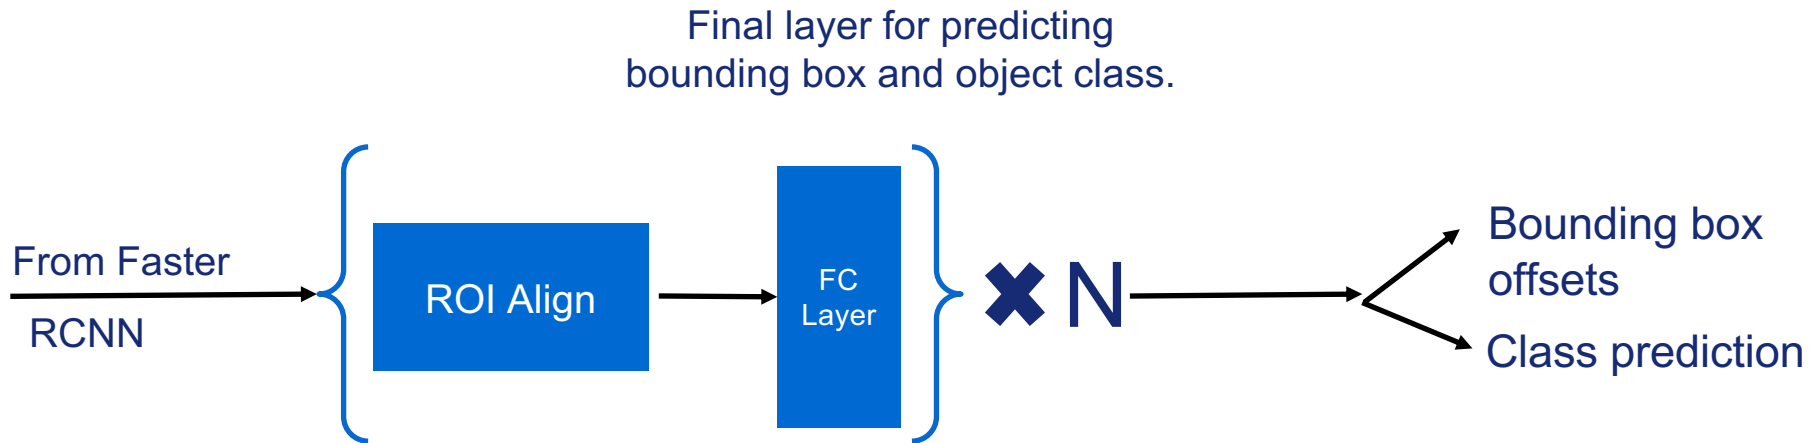 Final layer for predicting
bounding box and object class.
From Faster
RCNN
ROI Align
FC
Layer
✖ N
Bounding box
offsets
Class prediction